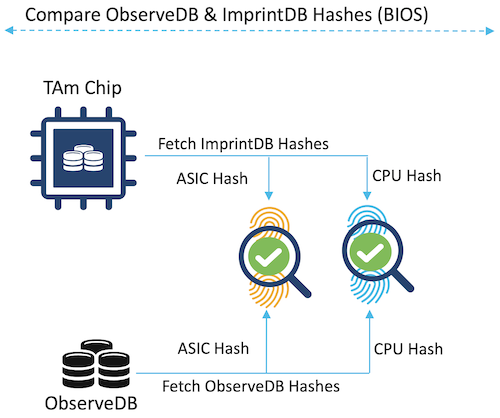 Compare ObserveDB & ImprintDB Hashes (BIOS)
TAm Chip
Fetch ImprintDB Hashes
ASIC Hash
CPU Hash
ASIC Hash
CPU Hash
Fetch ObserveDB Hashes
ObserveDB